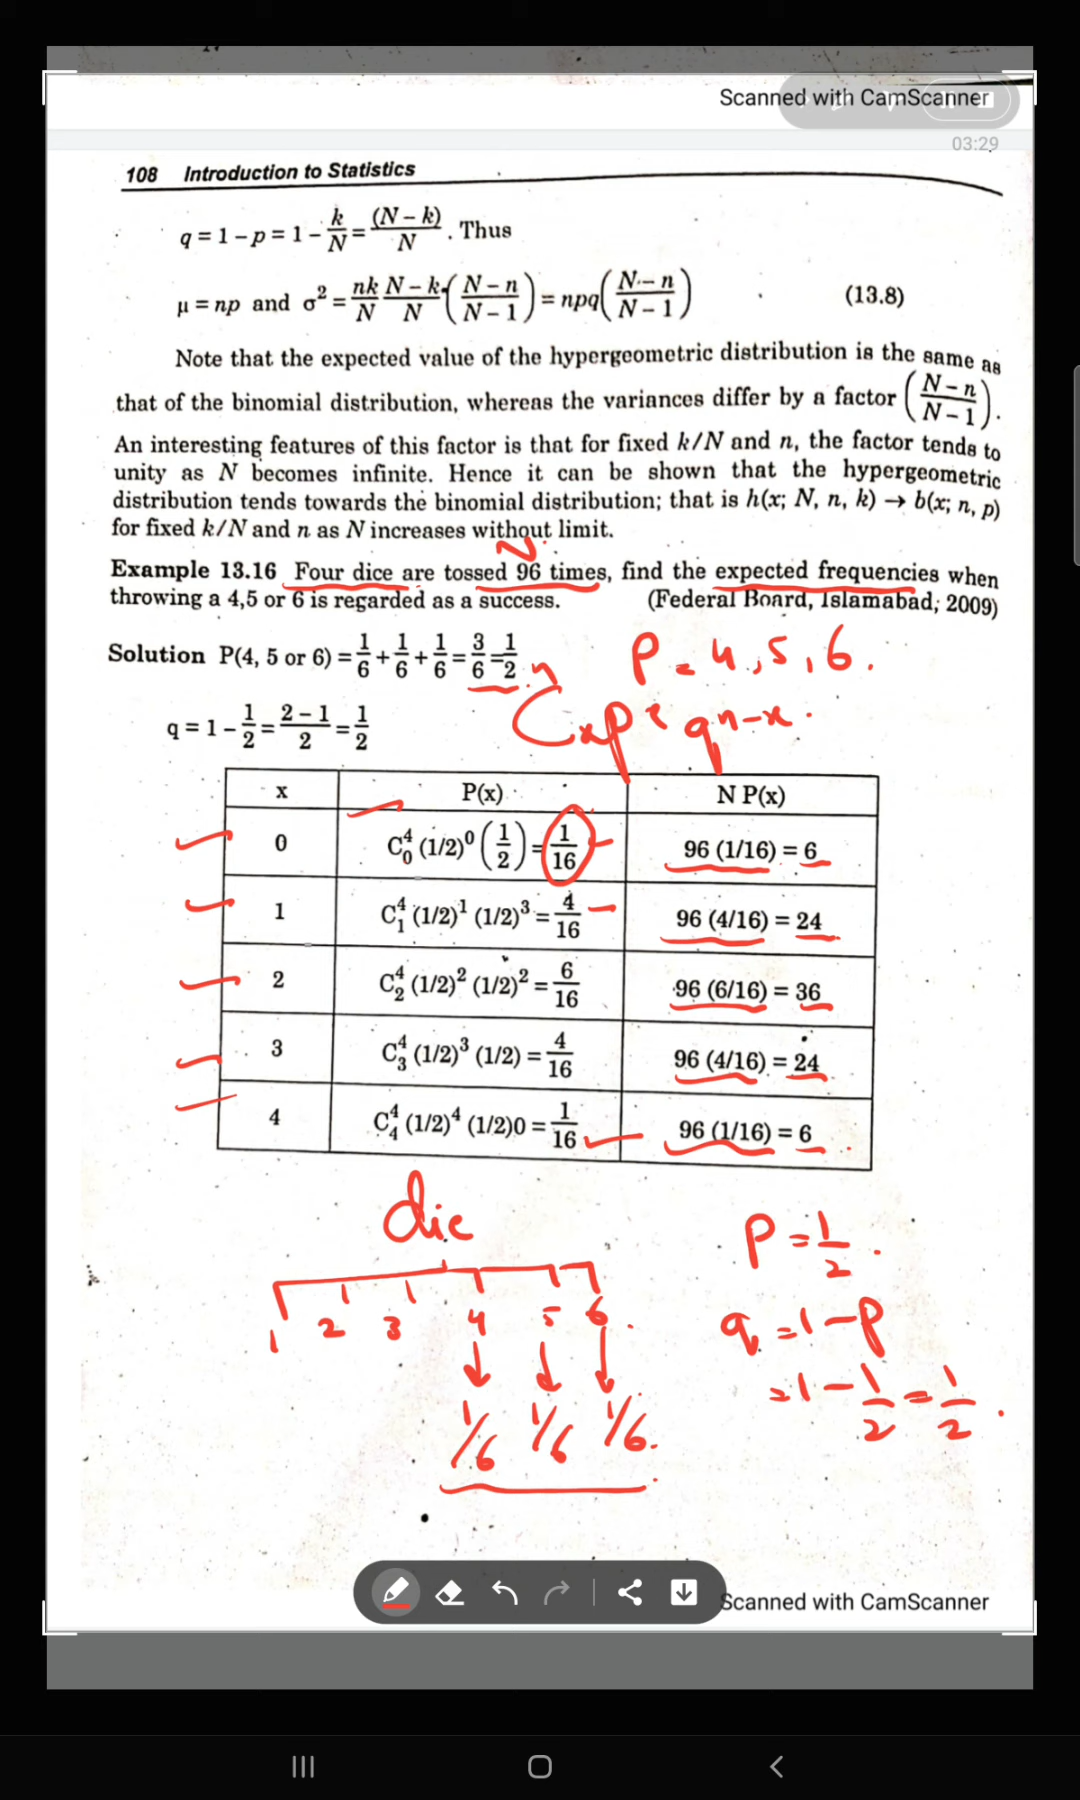 Scanned with CamScanner
03:29
108 Introduction to Statistics
q = 1 – p = 1 – k/N = (N – k)/N . Thus
μ = np and σ² = nk/N N – k/N (N – n/N – 1) = npq(N – n/N – 1) (13.8)
Note that the expected value of the hypergeometric distribution is the same as
that of the binomial distribution, whereas the variances differ by a factor (N – n/N – 1).
An interesting features of this factor is that for fixed k/N and n, the factor tends to
unity as N becomes infinite. Hence it can be shown that the hypergeometric
distribution tends towards the binomial distribution; that is h(x; N, n, k) → b(x; n, p)
for fixed k/N and n as N increases without limit.
N
Example 13.16 Four dice are tossed 96 times, find the expected frequencies when
throwing a 4,5 or 6 is regarded as a success. (Federal Board, Islamabad; 2009)
Solution P(4, 5 or 6) = 1/6 + 1/6 + 1/6 = 3/6 = 1/2
P = 4, 5, 6.
q = 1 – 1/2 = 2 – 1/2 = 1/2
n
C x p x q n-x.
x P(x) N P(x)
0 C⁴₀ (1/2)⁰ (1/2) = 1/16 96 (1/16) = 6
1 C⁴₁ (1/2)¹ (1/2)³ = 4/16 96 (4/16) = 24
2 C⁴₂ (1/2)² (1/2)² = 6/16 96 (6/16) = 36
3 C⁴₃ (1/2)³ (1/2) = 4/16 96 (4/16) = 24
4 C⁴₄ (1/2)⁴ (1/2)0 = 1/16 96 (1/16) = 6
die
1 2 3 4 5 6
1/6 1/6 1/6.
P = 1/2.
q = 1 – P
= 1 – 1/2 = 1/2.
Scanned with CamScanner